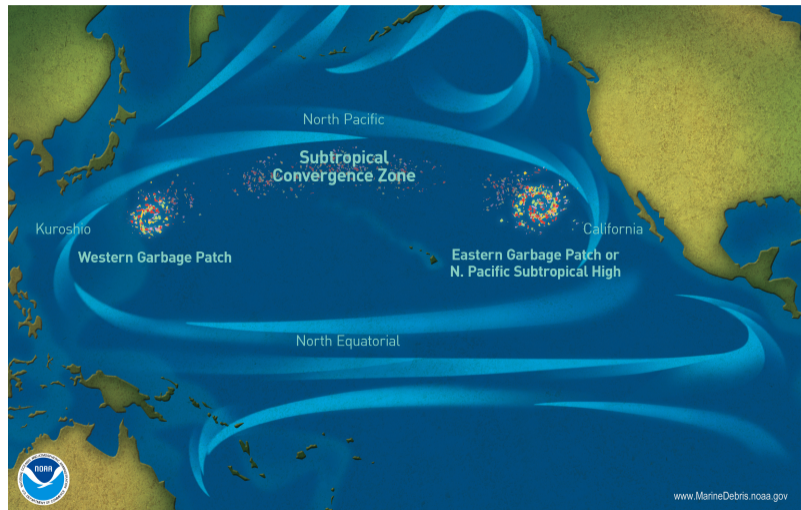 North Pacific
Subtropical
Convergence Zone
Kuroshio
California
Western Garbage Patch
Eastern Garbage Patch or
N. Pacific Subtropical High
North Equatorial
NOAA
www.MarineDebris.noaa.gov